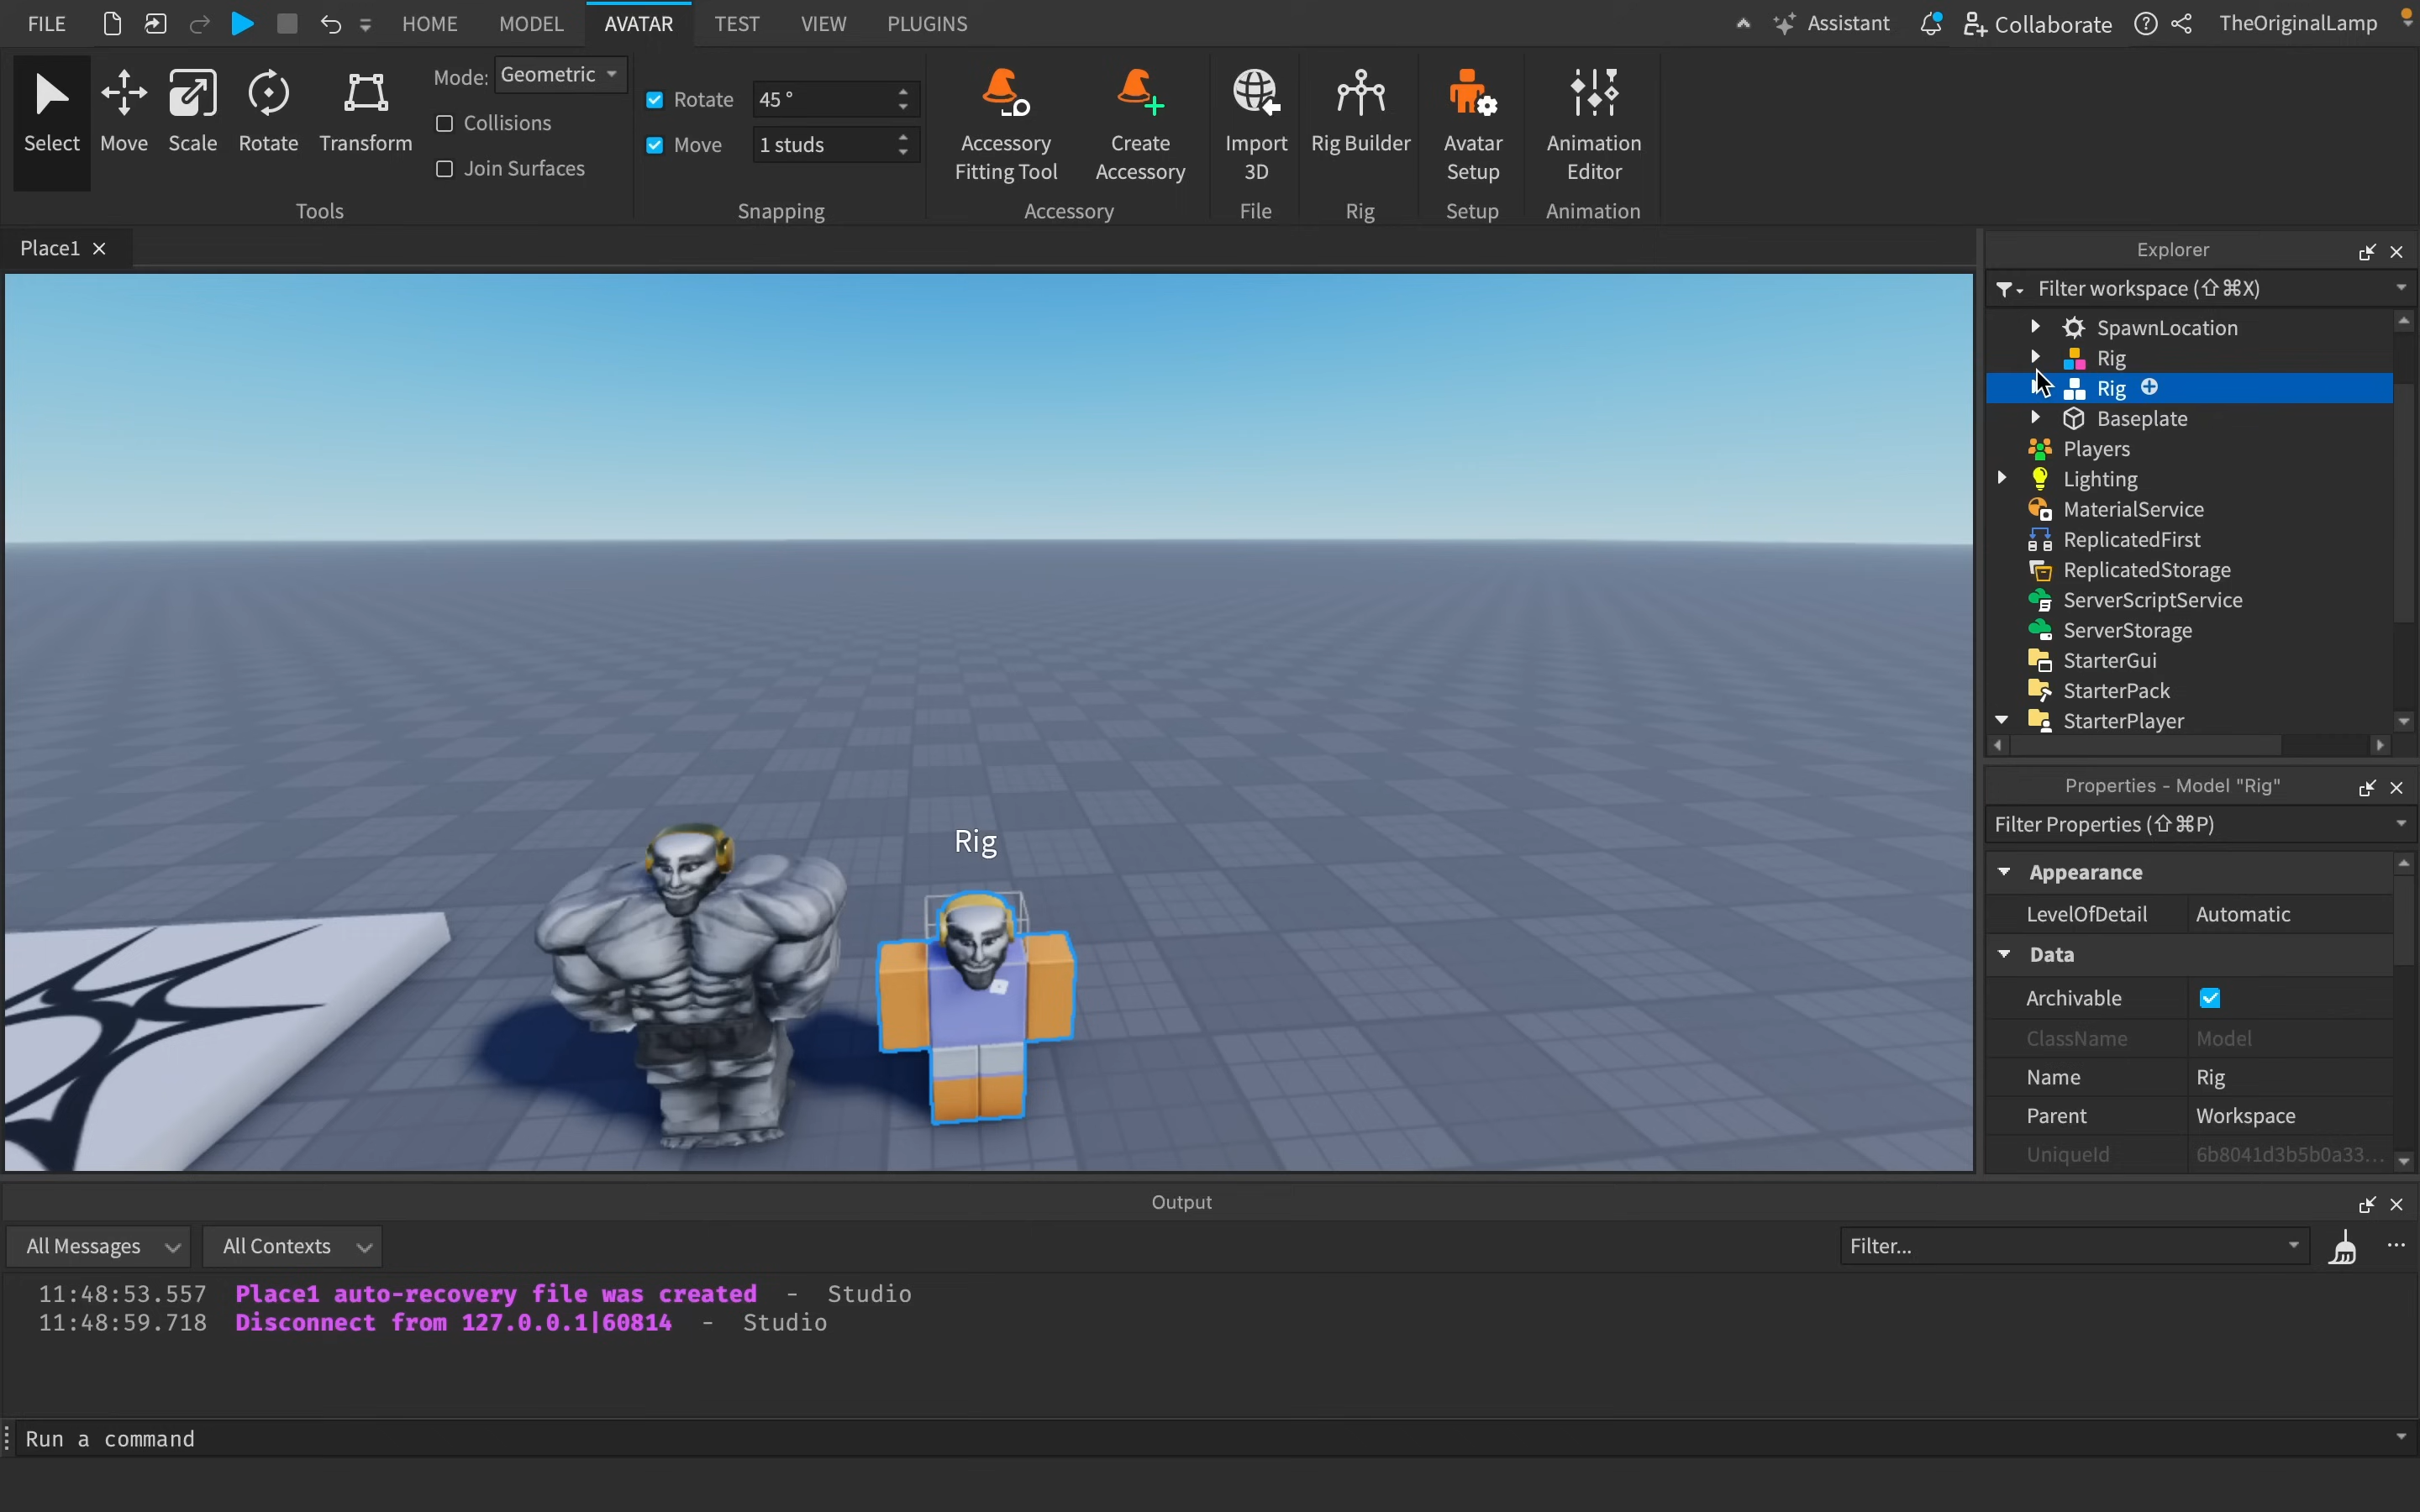 FILE
HOME
MODEL
AVATAR
TEST
VIEW
PLUGINS
Assistant
Collaborate
TheOriginalLamp
Select
Move
Scale
Rotate
Transform
Mode: Geometric
Collisions
Join Surfaces
Tools
Rotate 45 °
Move 1 studs
Snapping
Accessory
Fitting Tool
Create
Accessory
Accessory
Import
3D
File
Rig Builder
Rig
Avatar
Setup
Setup
Animation
Editor
Animation
Place1
Rig
Explorer
Filter workspace (⇧⌘X)
SpawnLocation
Rig
Rig
Baseplate
Players
Lighting
MaterialService
ReplicatedFirst
ReplicatedStorage
ServerScriptService
ServerStorage
StarterGui
StarterPack
StarterPlayer
Properties - Model "Rig"
Filter Properties (⇧⌘P)
Appearance
LevelOfDetail Automatic
Data
Archivable
ClassName Model
Name Rig
Parent Workspace
UniqueId 6b8041d3b5b0a33...
Output
All Messages
All Contexts
Filter...
11:48:53.557 Place1 auto-recovery file was created - Studio
11:48:59.718 Disconnect from 127.0.0.1|60814 - Studio
Run a command